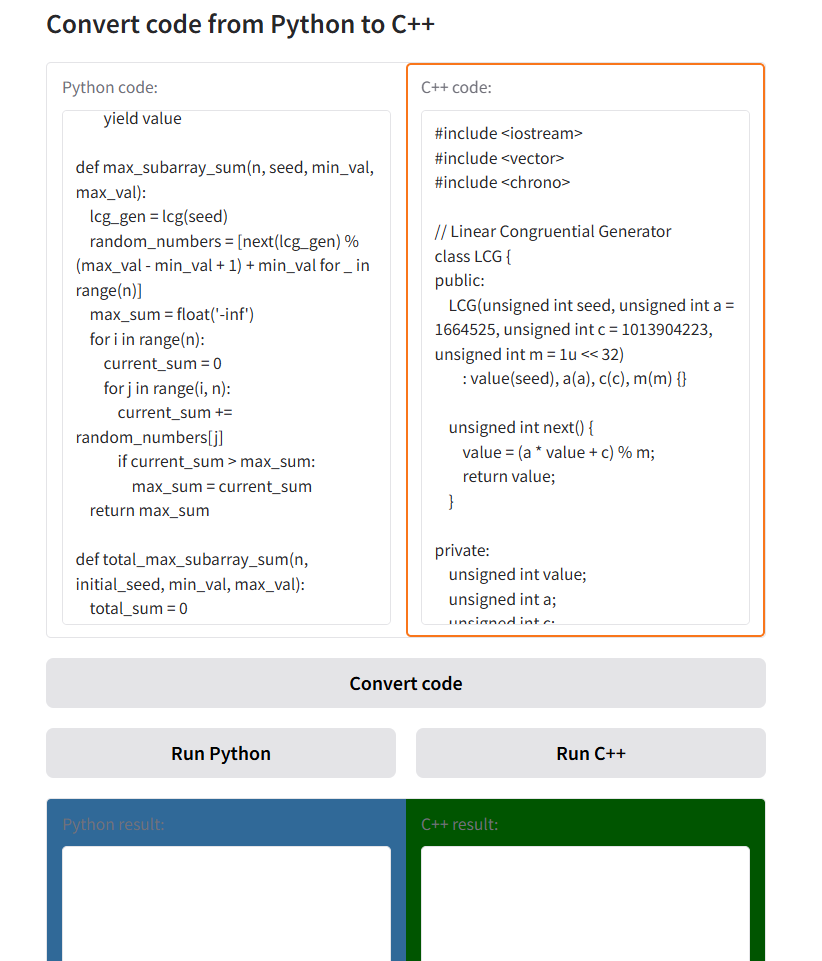 Convert code from Python to C++
Python code:
yield value
def max_subarray_sum(n, seed, min_val,
max_val):
lcg_gen = lcg(seed)
random_numbers = [next(lcg_gen) %
(max_val - min_val + 1) + min_val for _ in
range(n)]
max_sum = float('-inf')
for i in range(n):
current_sum = 0
for j in range(i, n):
current_sum +=
random_numbers[j]
if current_sum > max_sum:
max_sum = current_sum
return max_sum
def total_max_subarray_sum(n,
initial_seed, min_val, max_val):
total_sum = 0
C++ code:
#include <iostream>
#include <vector>
#include <chrono>
// Linear Congruential Generator
class LCG {
public:
LCG(unsigned int seed, unsigned int a =
1664525, unsigned int c = 1013904223,
unsigned int m = 1u << 32)
: value(seed), a(a), c(c), m(m) {}
unsigned int next() {
value = (a * value + c) % m;
return value;
}
private:
unsigned int value;
unsigned int a;
unsigned int c;
Convert code
Run Python
Run C++
Python result:
C++ result: